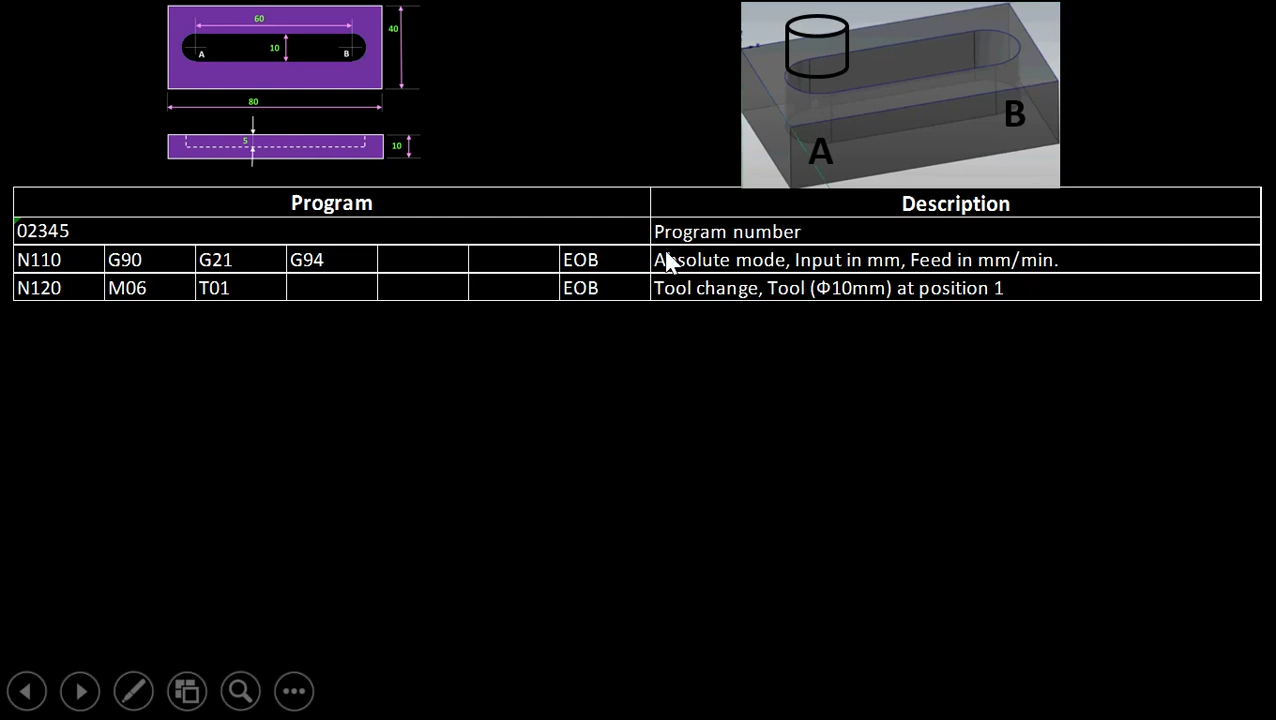 60
40
10
A
B
80
5
10
A
B
Program Description
02345 Program number
N110 G90 G21 G94 EOB Absolute mode, Input in mm, Feed in mm/min.
N120 M06 T01 EOB Tool change, Tool (Φ10mm) at position 1